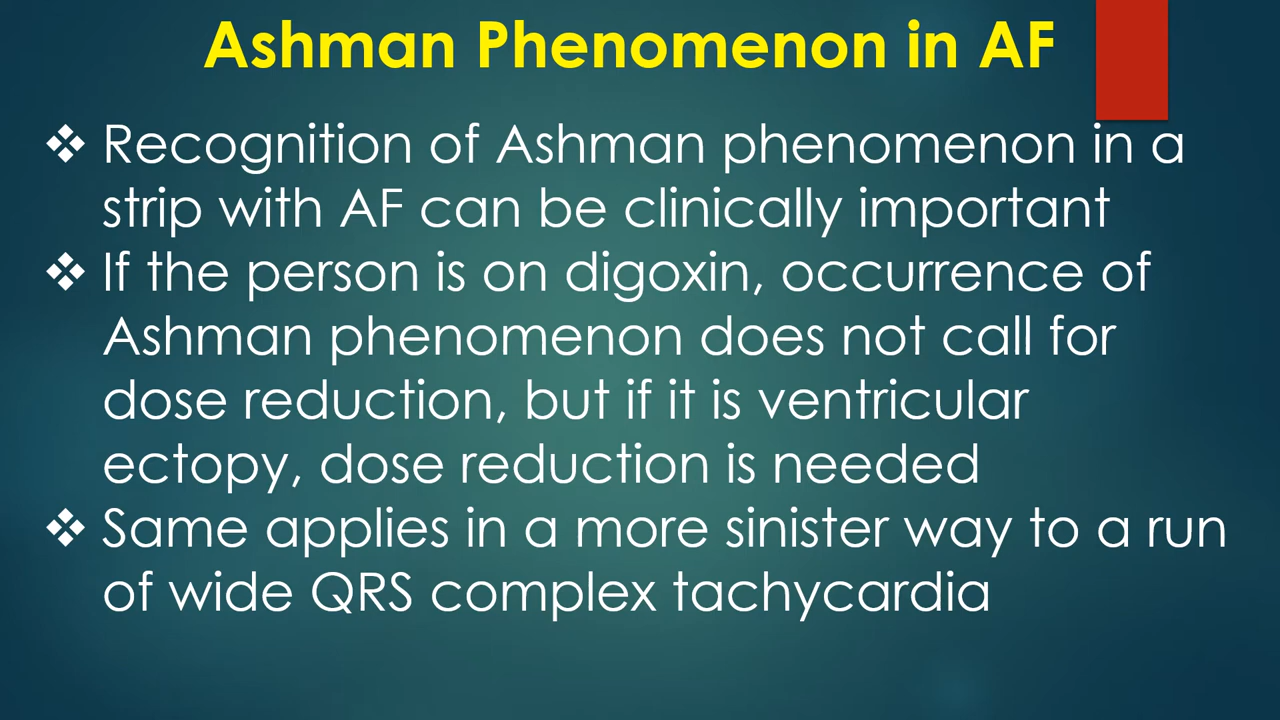 Ashman Phenomenon in AF
❖ Recognition of Ashman phenomenon in a
strip with AF can be clinically important
❖ If the person is on digoxin, occurrence of
Ashman phenomenon does not call for
dose reduction, but if it is ventricular
ectopy, dose reduction is needed
❖ Same applies in a more sinister way to a run
of wide QRS complex tachycardia